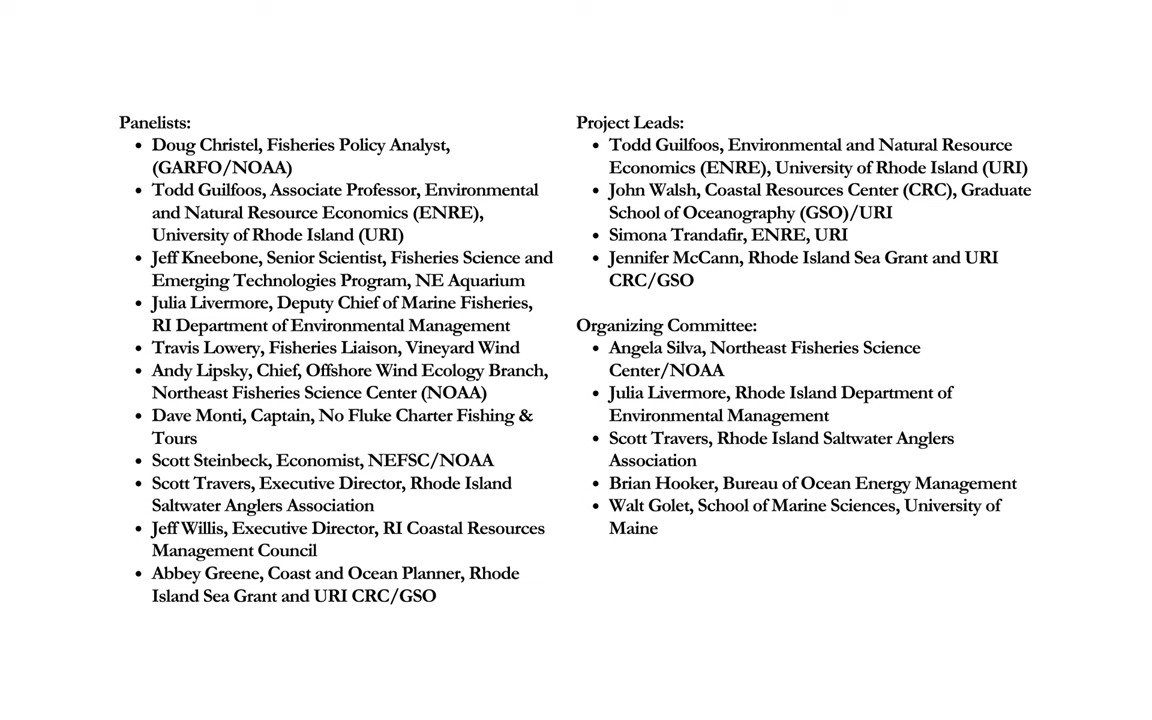 Panelists:
• Doug Christel, Fisheries Policy Analyst,
(GARFO/NOAA)
• Todd Guilfoos, Associate Professor, Environmental
and Natural Resource Economics (ENRE),
University of Rhode Island (URI)
• Jeff Kneebone, Senior Scientist, Fisheries Science and
Emerging Technologies Program, NE Aquarium
• Julia Livermore, Deputy Chief of Marine Fisheries,
RI Department of Environmental Management
• Travis Lowery, Fisheries Liaison, Vineyard Wind
• Andy Lipsky, Chief, Offshore Wind Ecology Branch,
Northeast Fisheries Science Center (NOAA)
• Dave Monti, Captain, No Fluke Charter Fishing &
Tours
• Scott Steinbeck, Economist, NEFSC/NOAA
• Scott Travers, Executive Director, Rhode Island
Saltwater Anglers Association
• Jeff Willis, Executive Director, RI Coastal Resources
Management Council
• Abbey Greene, Coast and Ocean Planner, Rhode
Island Sea Grant and URI CRC/GSO
Project Leads:
• Todd Guilfoos, Environmental and Natural Resource
Economics (ENRE), University of Rhode Island (URI)
• John Walsh, Coastal Resources Center (CRC), Graduate
School of Oceanography (GSO)/URI
• Simona Trandafir, ENRE, URI
• Jennifer McCann, Rhode Island Sea Grant and URI
CRC/GSO
Organizing Committee:
• Angela Silva, Northeast Fisheries Science
Center/NOAA
• Julia Livermore, Rhode Island Department of
Environmental Management
• Scott Travers, Rhode Island Saltwater Anglers
Association
• Brian Hooker, Bureau of Ocean Energy Management
• Walt Golet, School of Marine Sciences, University of
Maine